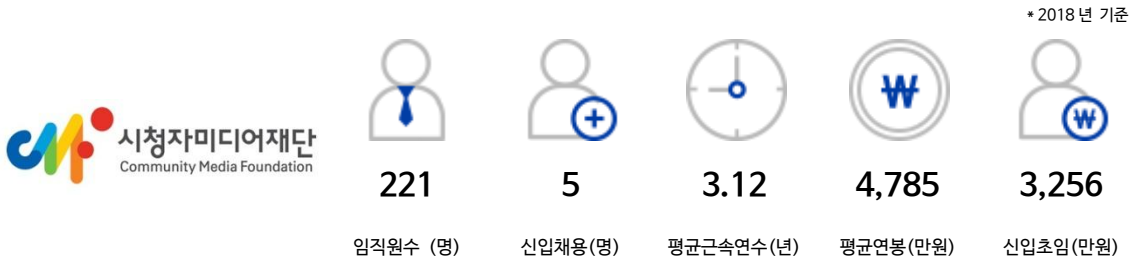 * 2018 년 기준
시청자미디어재단
Community Media Foundation
221
5
3.12
4,785
3,256
임직원수 (명)
신입채용(명)
평균근속연수(년)
평균연봉(만원)
신입초임(만원)